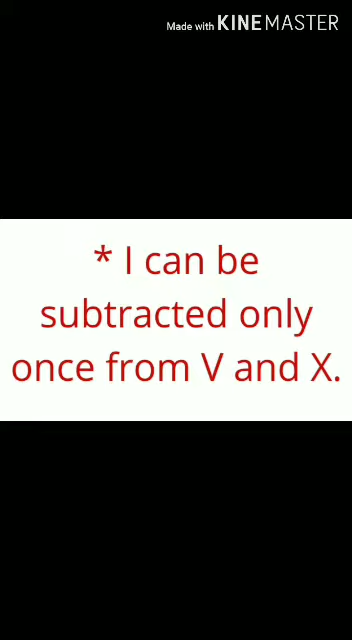 Made with KINEMASTER
* I can be
subtracted only
once from V and X.